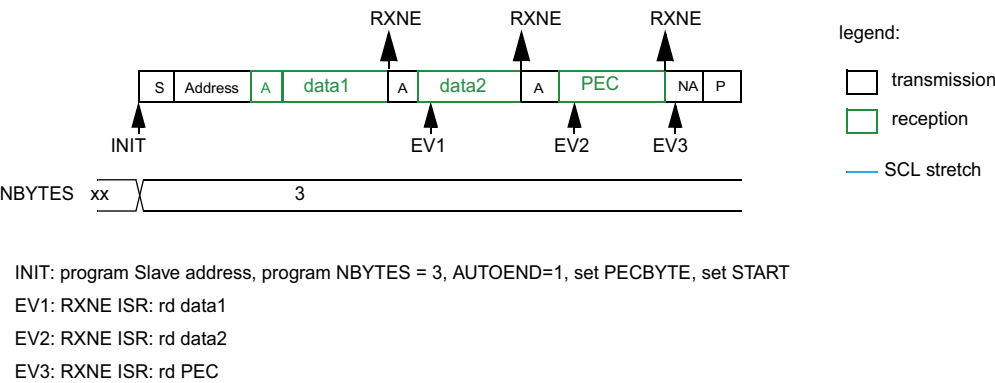 RXNE RXNE RXNE
legend:
transmission
S Address A data1 A data2 A PEC NA P
reception
INIT EV1 EV2 EV3
SCL stretch
NBYTES xx 3
INIT: program Slave address, program NBYTES = 3, AUTOEND=1, set PECBYTE, set START
EV1: RXNE ISR: rd data1
EV2: RXNE ISR: rd data2
EV3: RXNE ISR: rd PEC